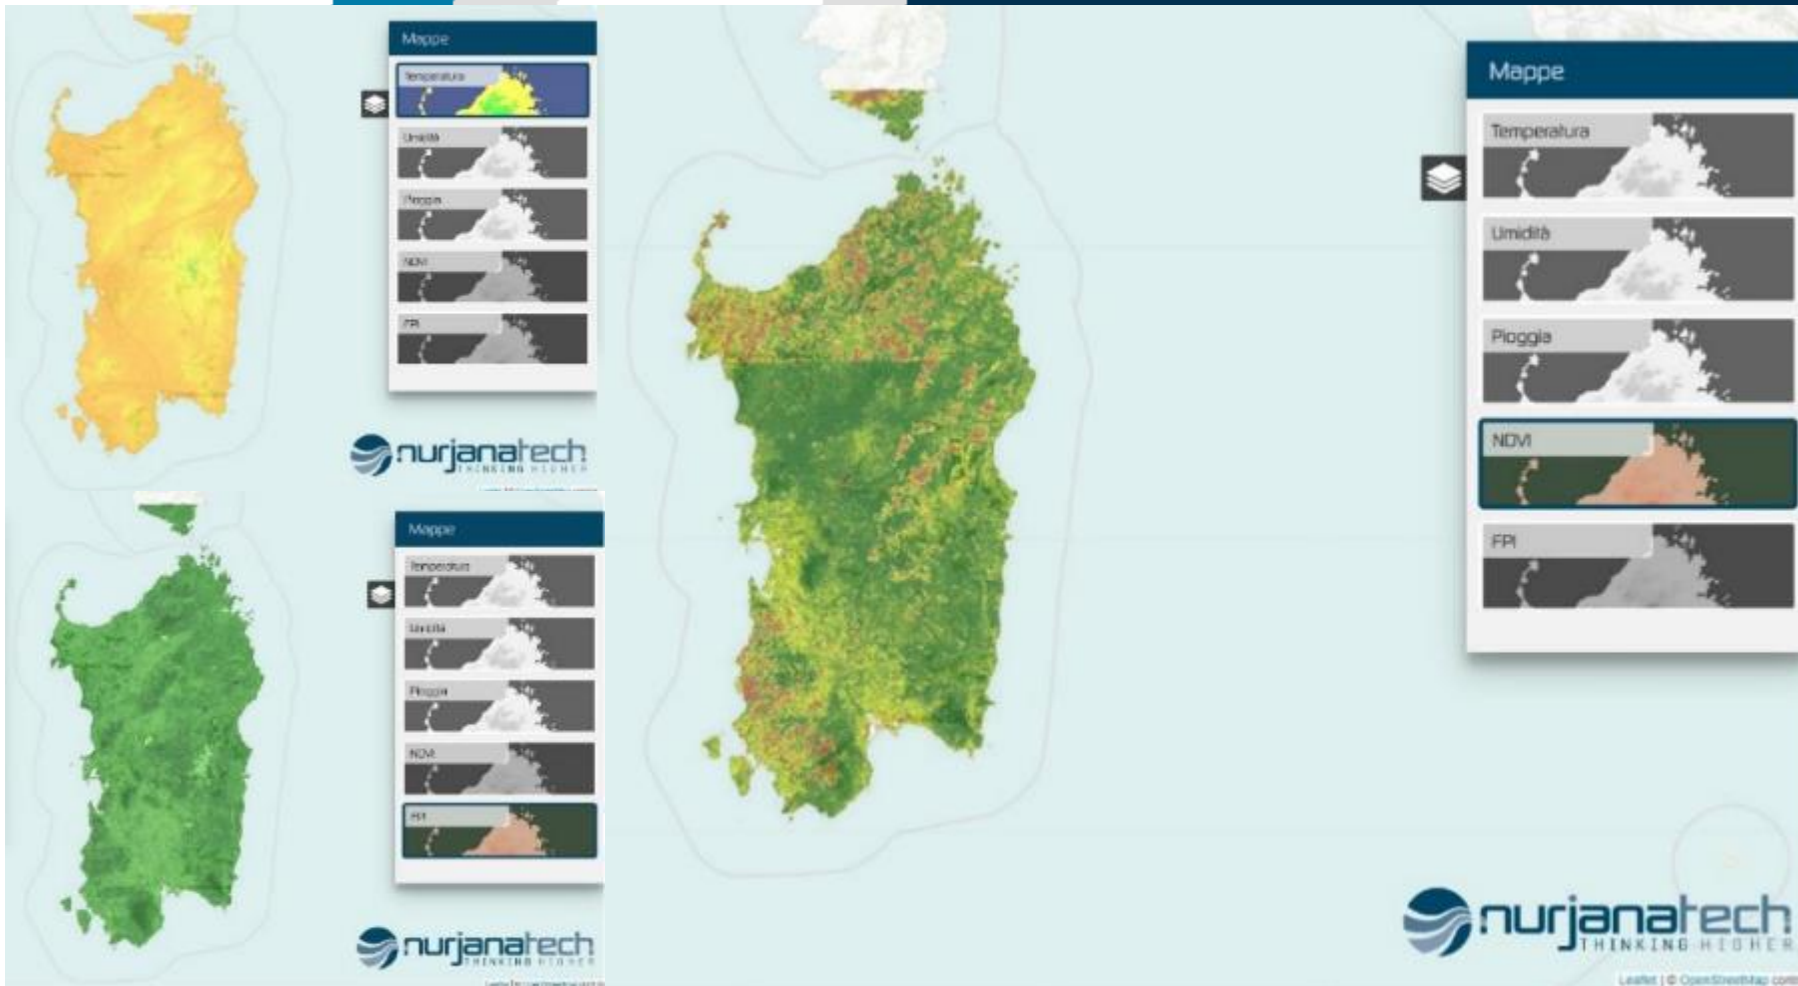 Mappe
Temperatura
Umidità
Pioggia
NDVI
FPI
nurjanatech
THINKING HIGHER
Mappe
Temperatura
Umidità
Pioggia
NDVI
FPI
nurjanatech
THINKING HIGHER
Mappe
Temperatura
Umidità
Pioggia
NDVI
FPI
nurjanatech
THINKING HIGHER
Leaflet | © OpenStreetMap contr